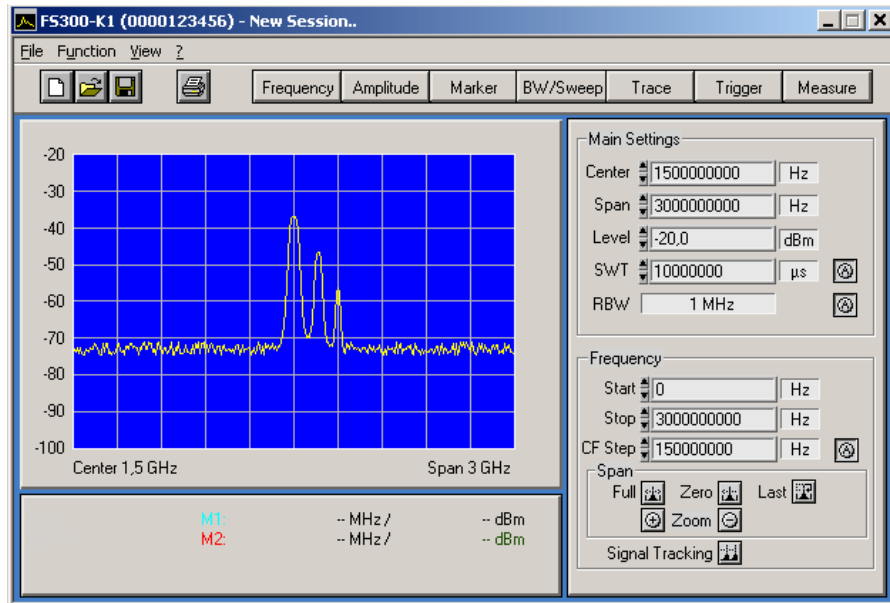 FS300-K1 (0000123456) - New Session..
File Function View ?
Frequency Amplitude Marker BW/Sweep Trace Trigger Measure
-20
-30
-40
-50
-60
-70
-80
-90
-100
Center 1,5 GHz Span 3 GHz
M1: -- MHz / -- dBm
M2: -- MHz / -- dBm
Main Settings
Center 1500000000 Hz
Span 3000000000 Hz
Level -20,0 dBm
SWT 10000000 µs
RBW 1 MHz
Frequency
Start 0 Hz
Stop 3000000000 Hz
CF Step 150000000 Hz
Span
Full Zero Last
Zoom
Signal Tracking